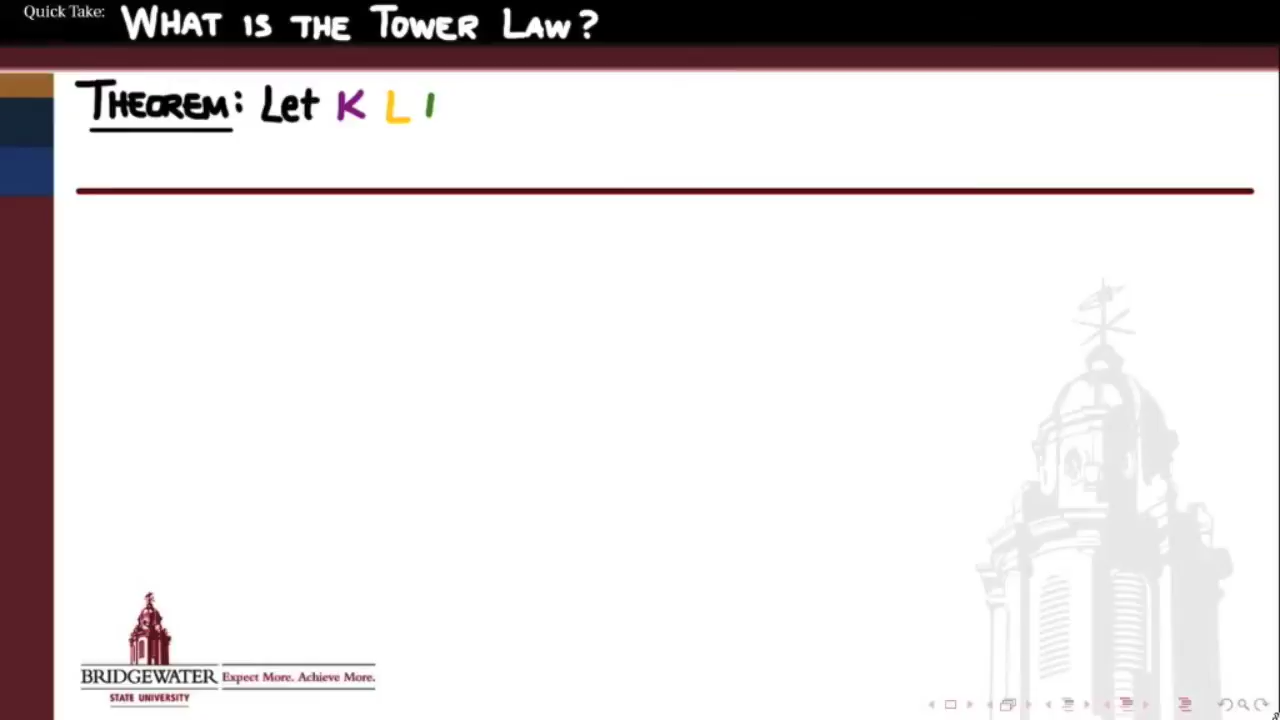 Quick Take: WHAT IS THE TOWER LAW?
THEOREM: Let K L
BRIDGEWATER
STATE UNIVERSITY
Expect More. Achieve More.